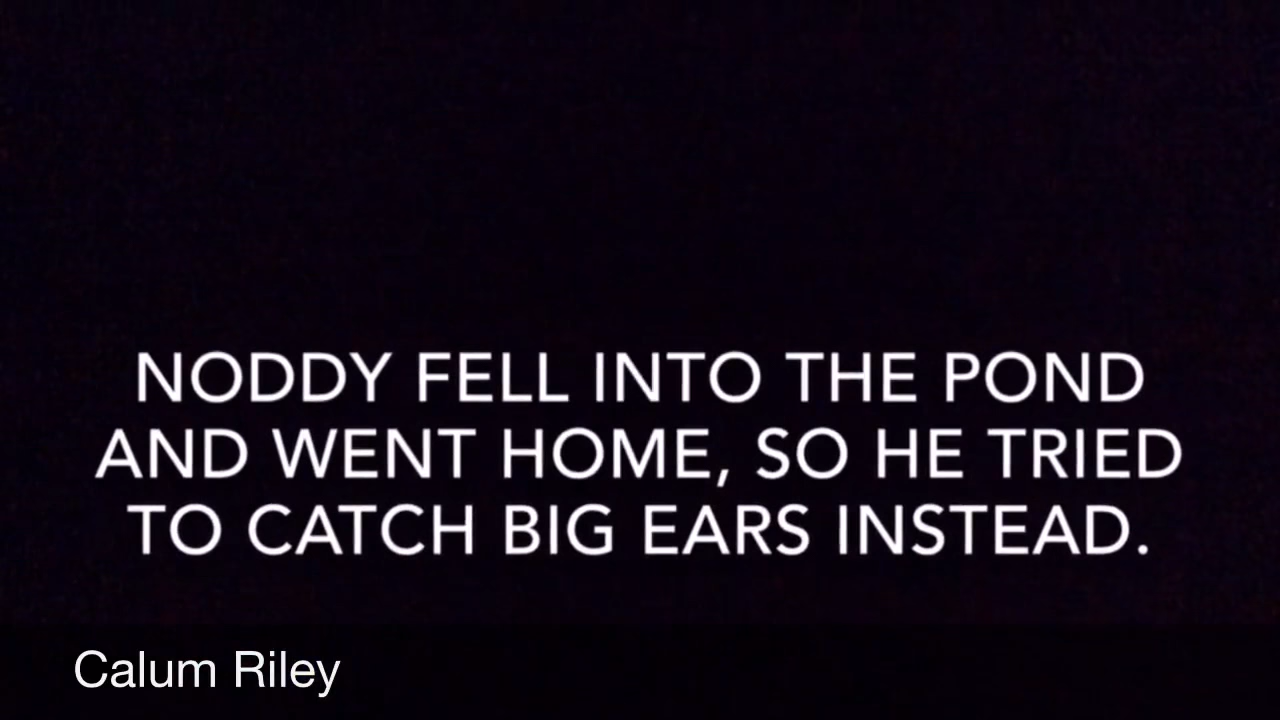 NODDY FELL INTO THE POND
AND WENT HOME, SO HE TRIED
TO CATCH BIG EARS INSTEAD.
Calum Riley